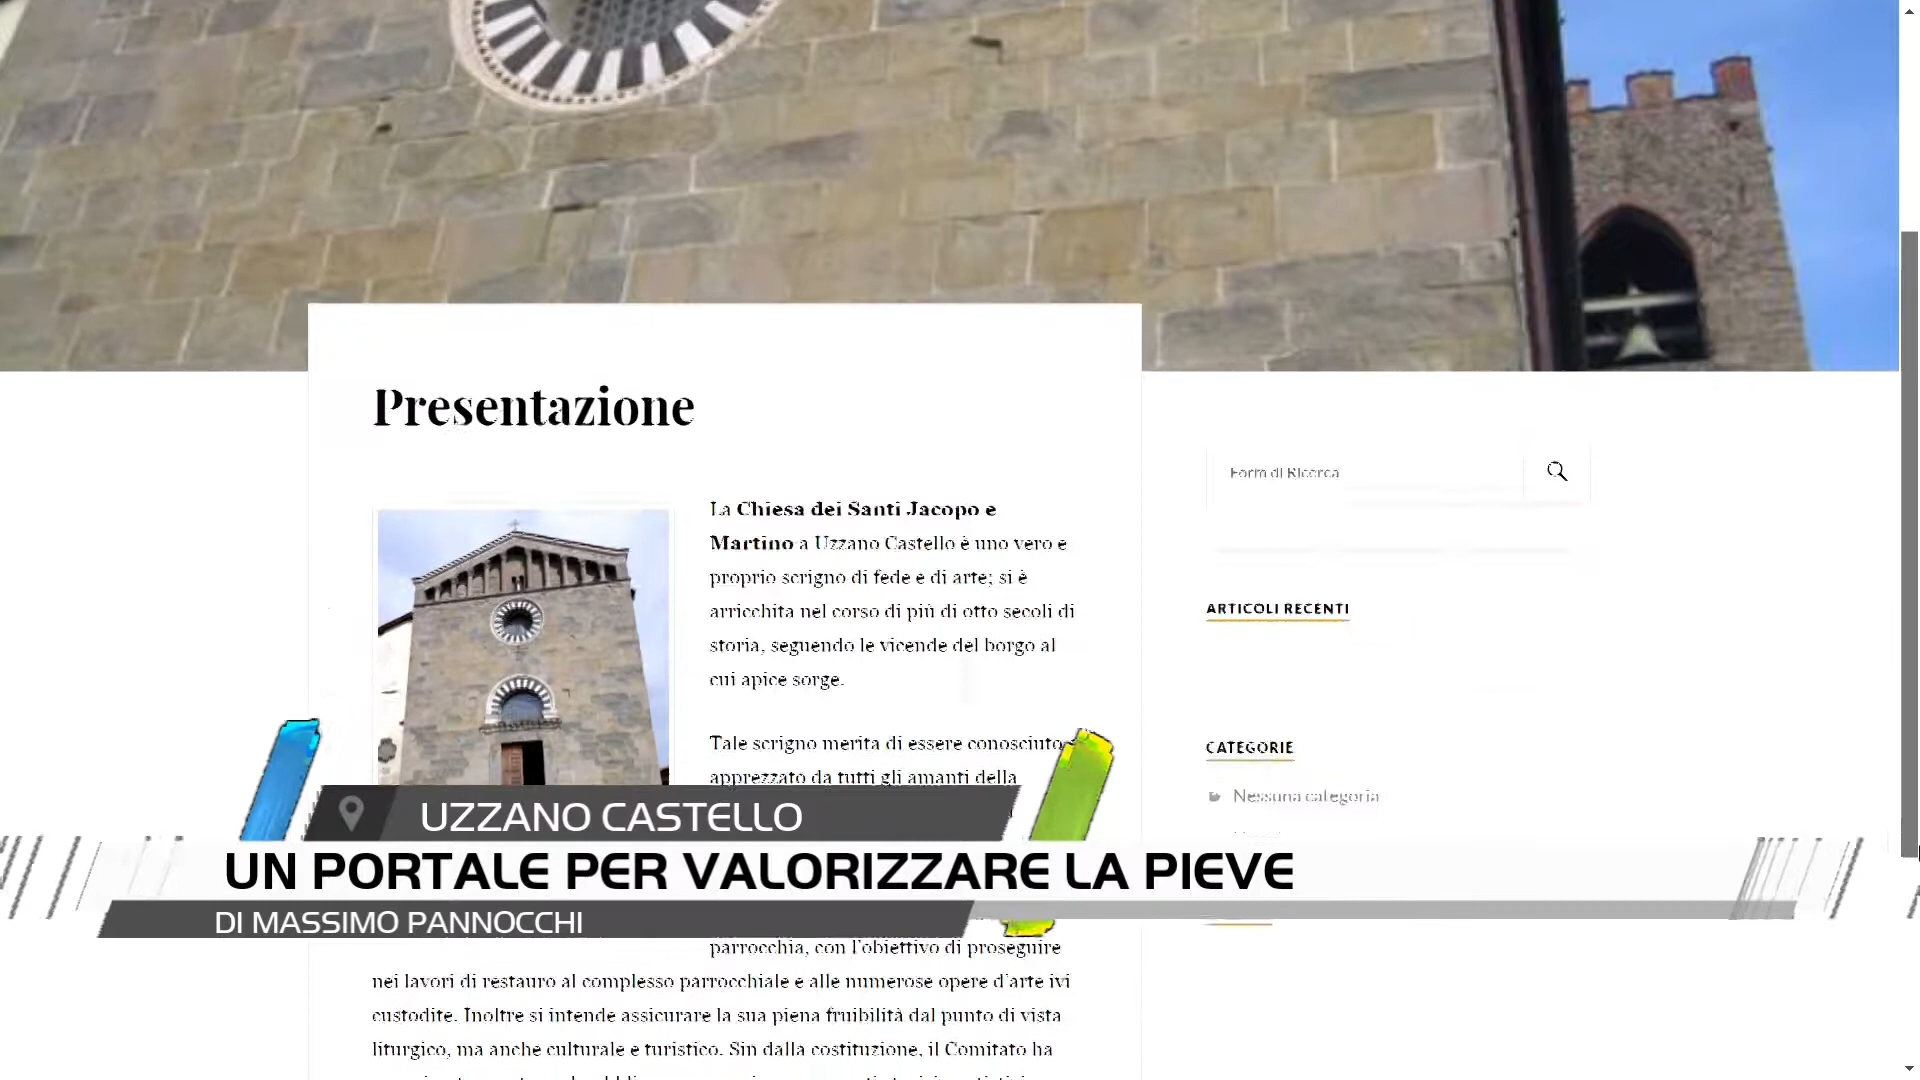 Presentazione
Form di Ricerca
La Chiesa dei Santi Jacopo e
Martino a Uzzano Castello è uno vero e
proprio scrigno di fede e di arte; si è
arricchita nel corso di più di otto secoli di
storia, seguendo le vicende del borgo al
cui apice sorge.
Tale scrigno merita di essere conosciuto
apprezzato da tutti gli amanti della
ARTICOLI RECENTI
CATEGORIE
Nessuna categoria
UZZANO CASTELLO
UN PORTALE PER VALORIZZARE LA PIEVE
DI MASSIMO PANNOCCHI
parrocchia, con l'obiettivo di proseguire
nei lavori di restauro al complesso parrocchiale e alle numerose opere d'arte ivi
custodite. Inoltre si intende assicurare la sua piena fruibilità dal punto di vista
liturgico, ma anche culturale e turistico. Sin dalla costituzione, il Comitato ha